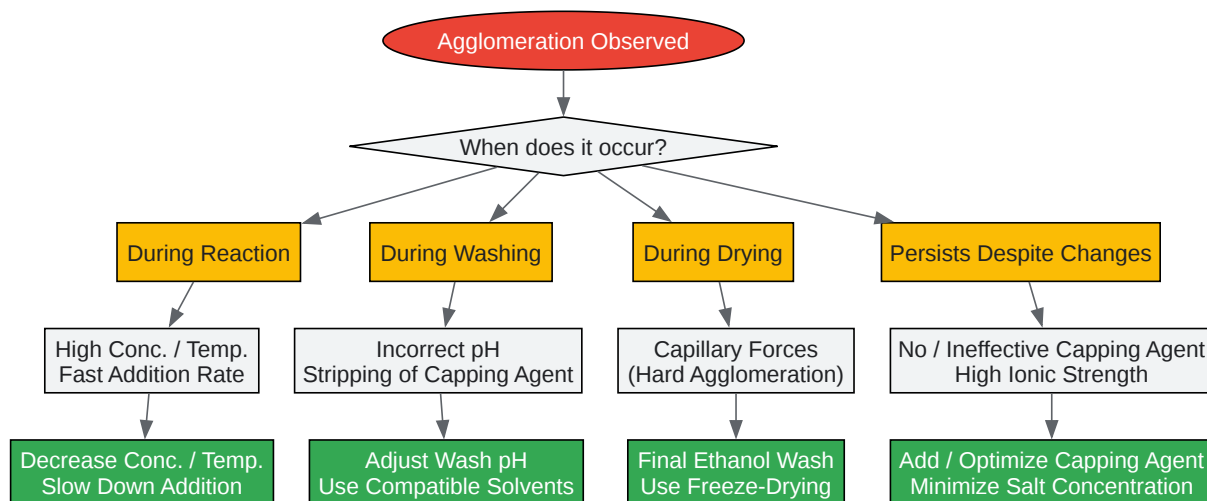 Agglomeration Observed
When does it occur?
During Reaction
During Washing
During Drying
Persists Despite Changes
High Conc. / Temp.
Fast Addition Rate
Incorrect pH
Stripping of Capping Agent
Capillary Forces
(Hard Agglomeration)
No / Ineffective Capping Agent
High Ionic Strength
Decrease Conc. / Temp.
Slow Down Addition
Adjust Wash pH
Use Compatible Solvents
Final Ethanol Wash
Use Freeze-Drying
Add / Optimize Capping Agent
Minimize Salt Concentration